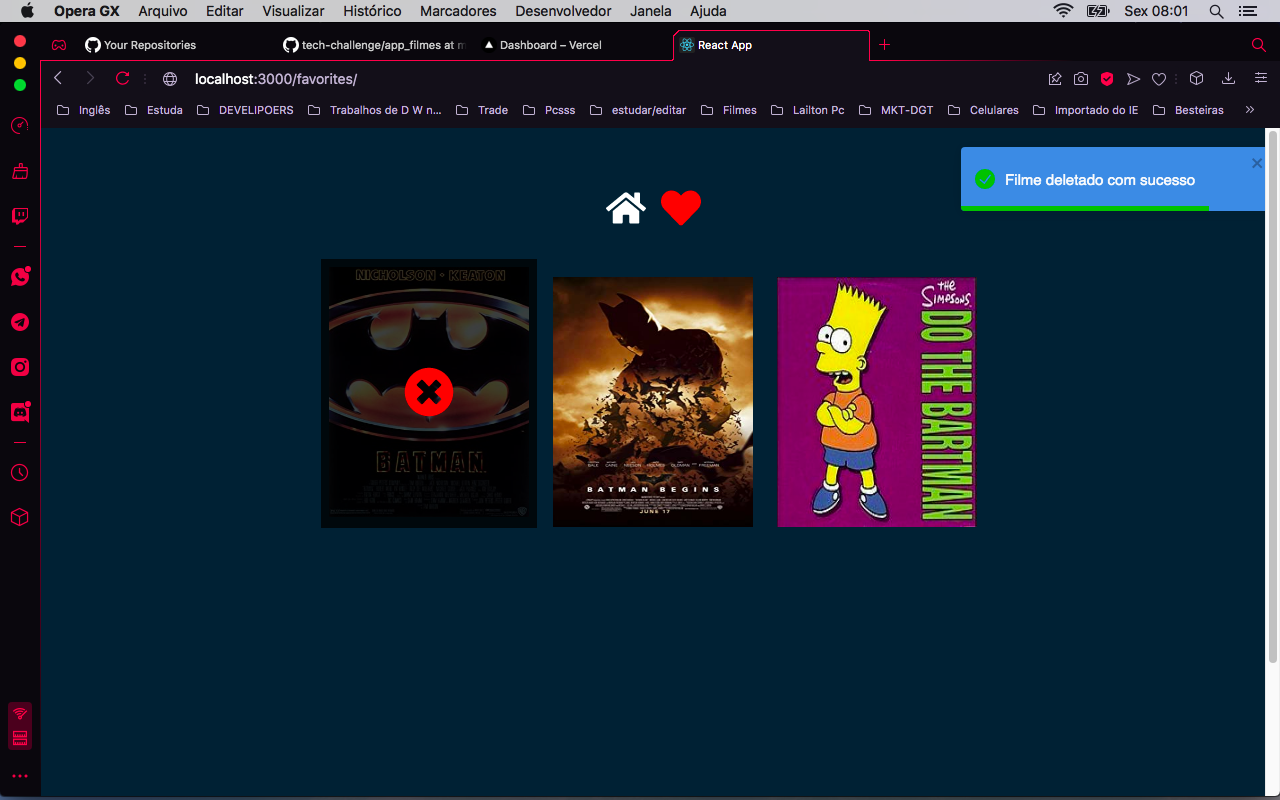 Opera GX Arquivo Editar Visualizar Histórico Marcadores Desenvolvedor Janela Ajuda Sex 08:01
Your Repositories tech-challenge/app_filmes at m Dashboard – Vercel React App
localhost:3000/favorites/
Inglês Estuda DEVELIPOERS Trabalhos de D W n... Trade Pcsss estudar/editar Filmes Lailton Pc MKT-DGT Celulares Importado do IE Besteiras
Filme deletado com sucesso
NICHOLSON • KEATON
BATMAN
BATMAN BEGINS
JUNE 17
THE
SIMPSONS
DO THE BARTMAN